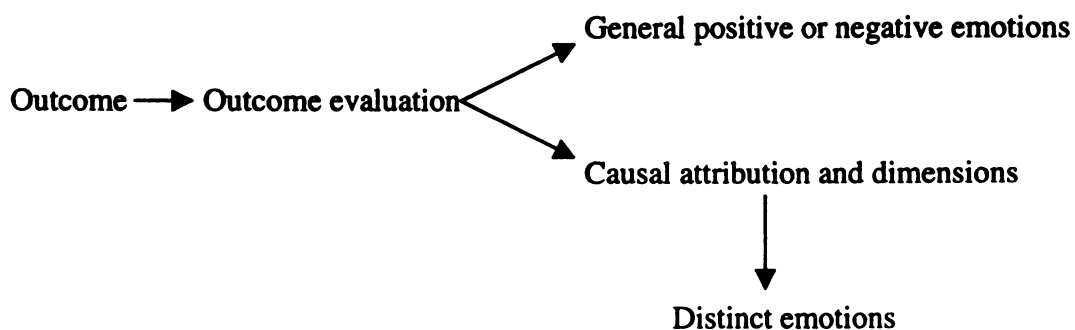 General positive or negative emotions
Outcome
Outcome evaluation
Causal attribution and dimensions
Distinct emotions